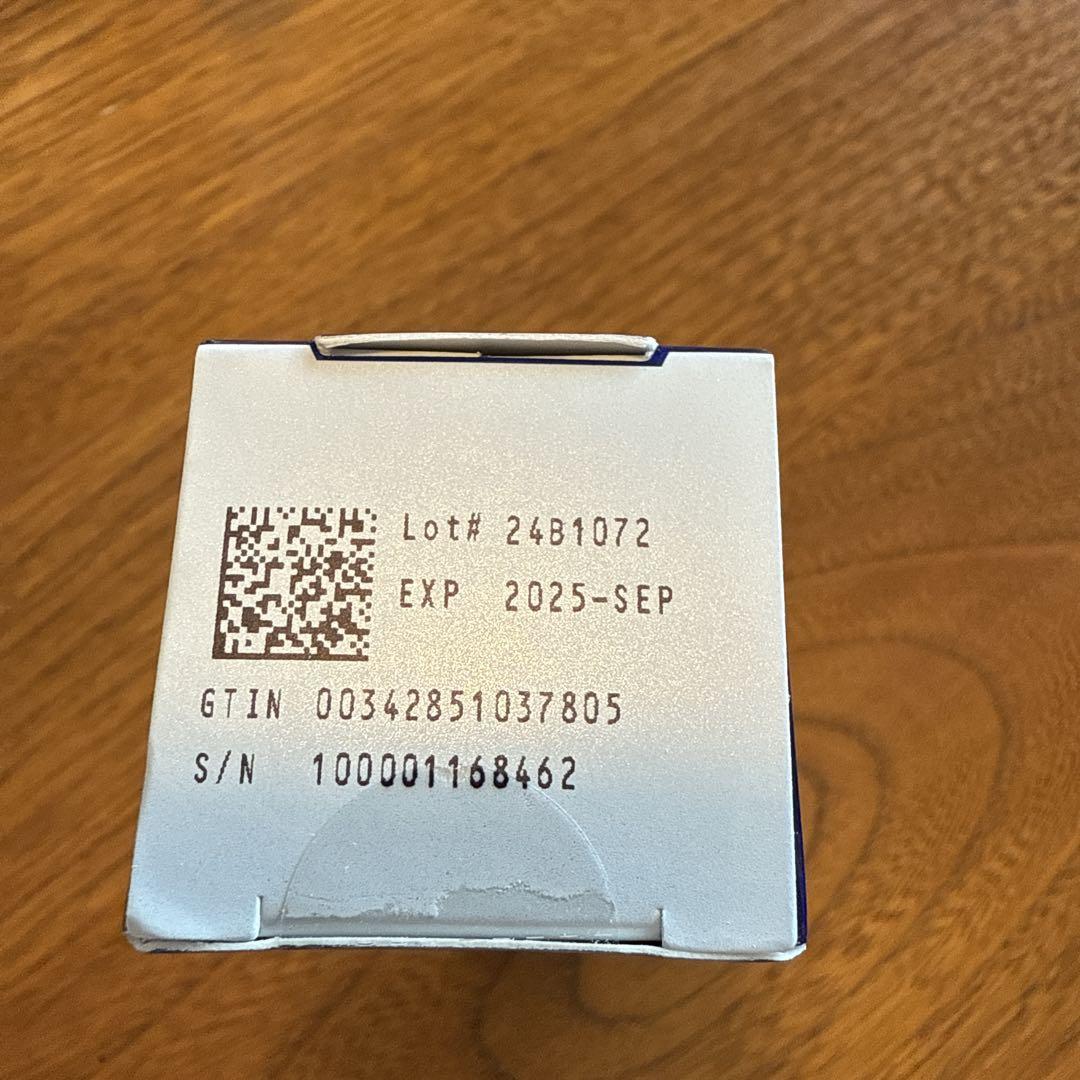 Lot# 24B1072
EXP 2025-SEP
GTIN 00342851037805
S/N 100001168462